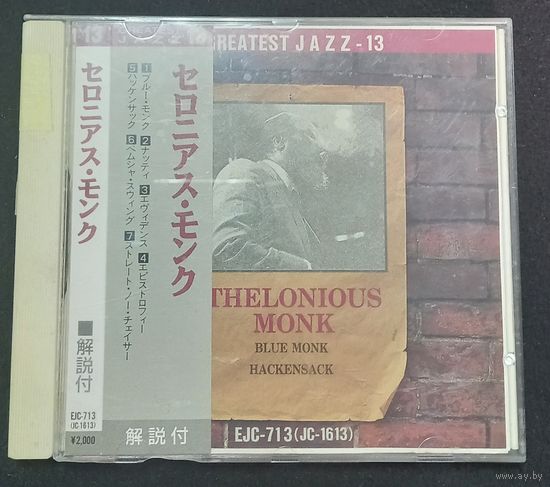 GREATEST JAZZ-13
セロニアス・モンク
1 ブルー・モンク 2 ナッティ 3 エヴィデンス 4 エピストロフィー
5 ハッケンサック 6 ベムシャ・スウィング 7 ストレート・ノー・チェイサー
解説付
セロニアス・モンク
■解説付
EJC-713
(JC-1613)
¥2,000
THELONIOUS
MONK
BLUE MONK
HACKENSACK
EJC-713(JC-1613)
www.ay.by